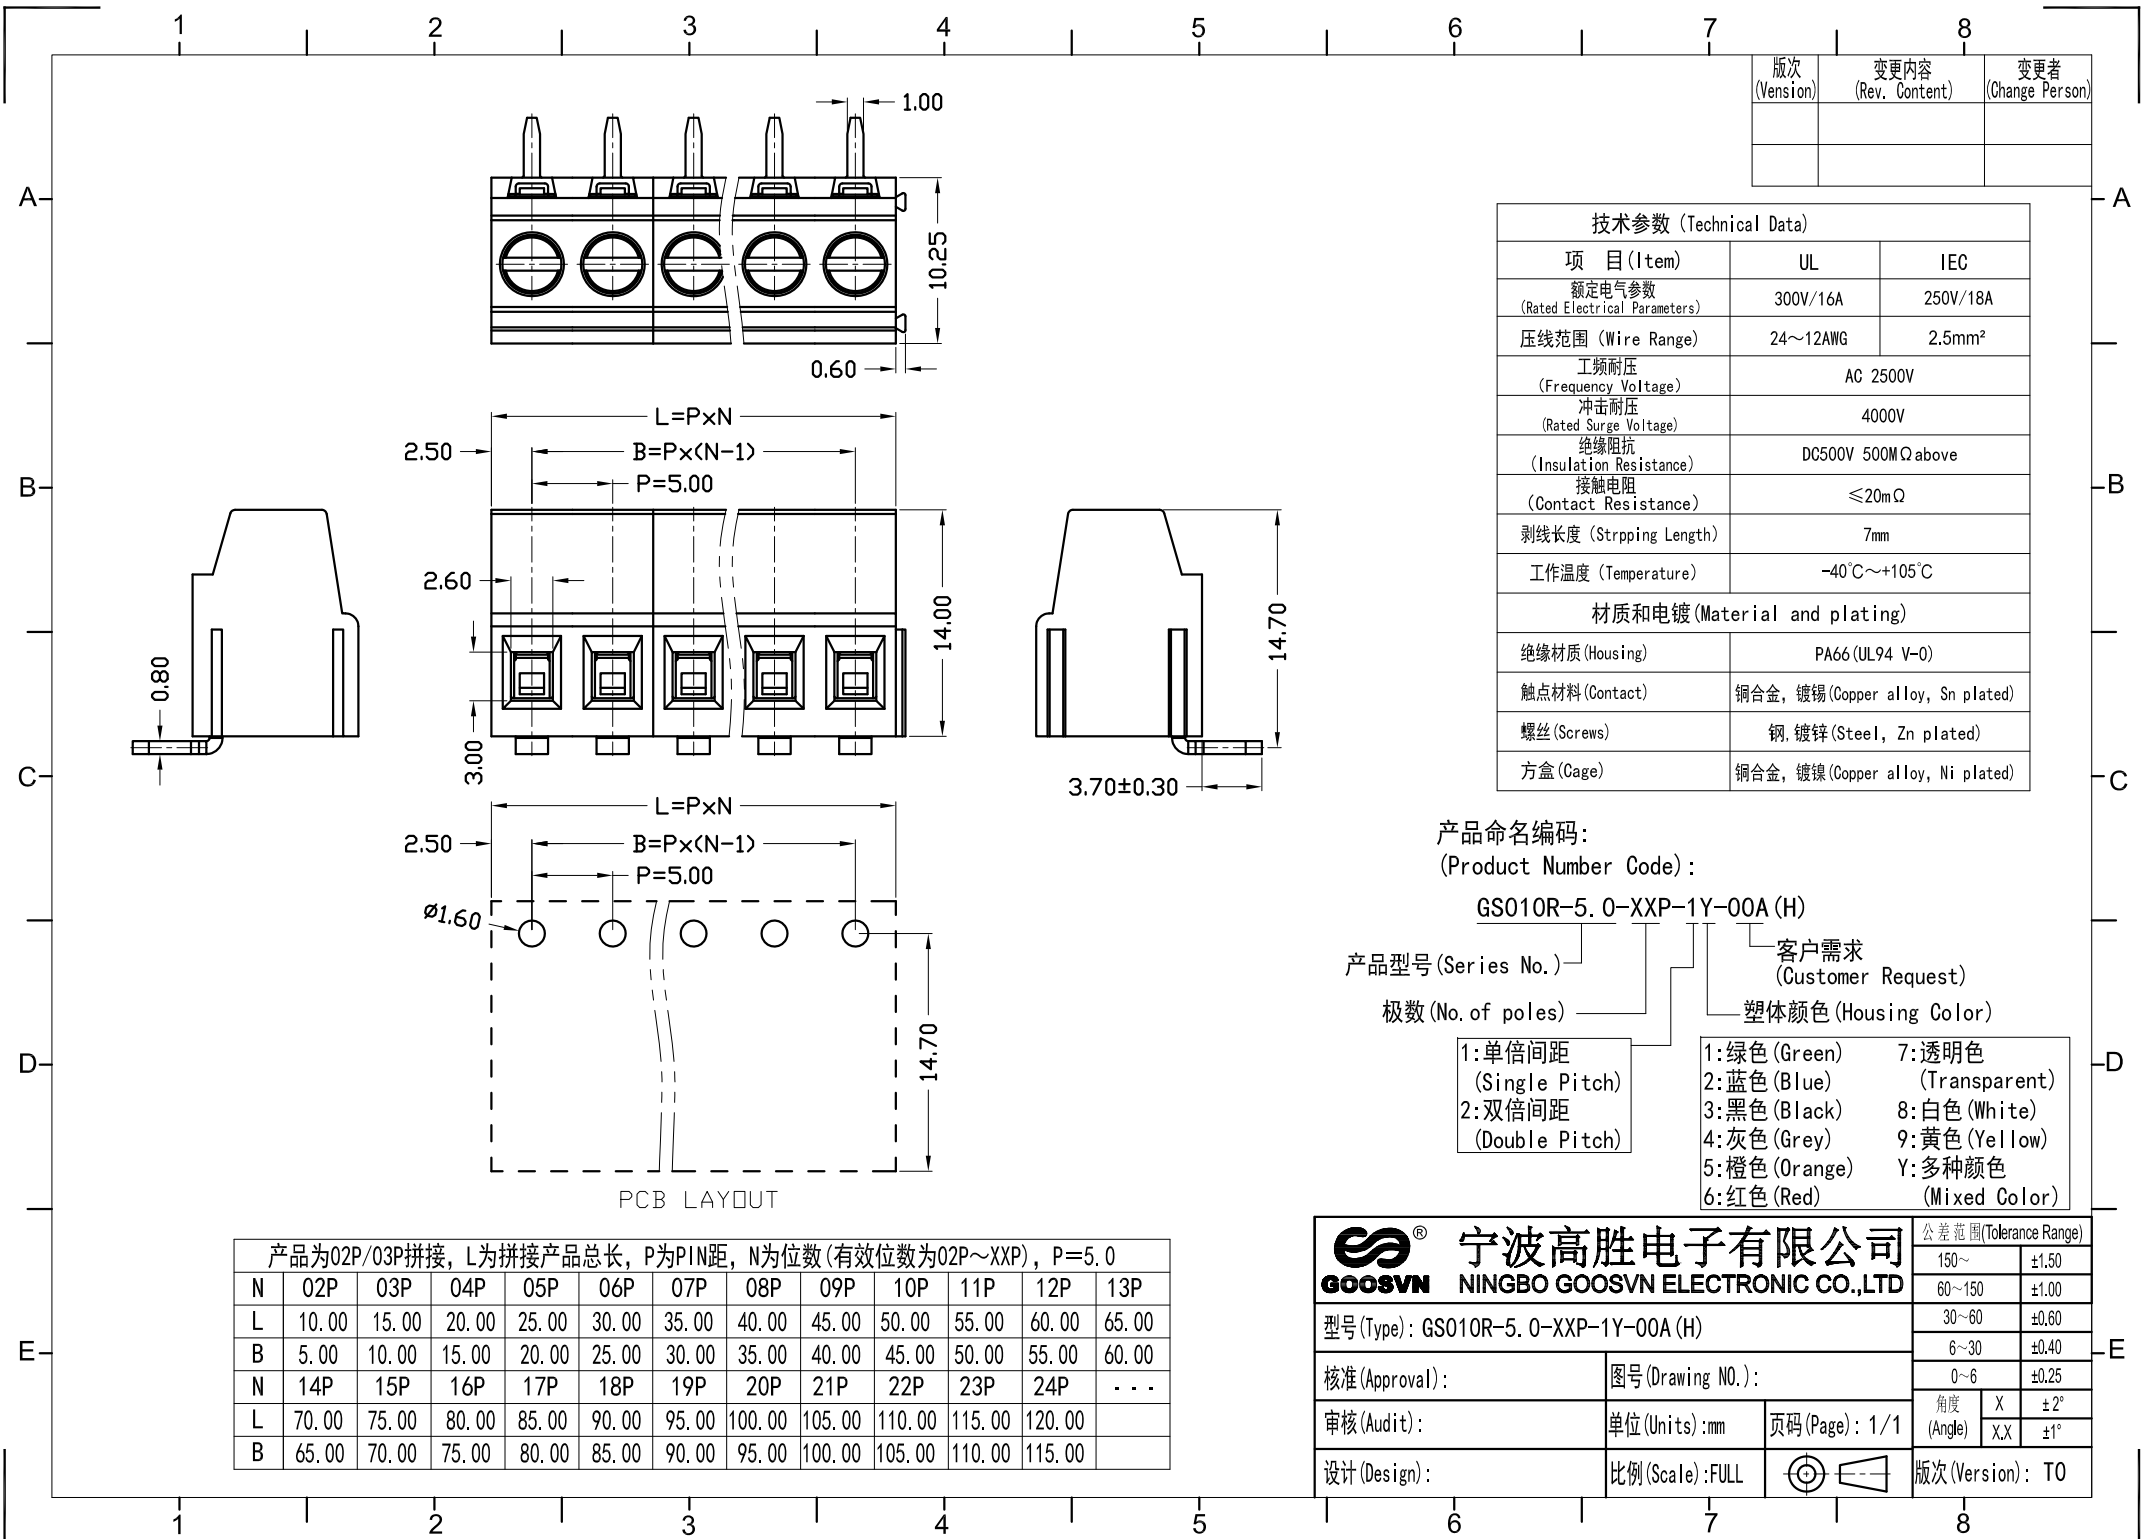 1 2 3 4 5 6 7 8
版次 变更内容 变更者
(Vension) (Rev. Content) (Change Person)
A A
B B
C C
D D
E E
1.00
10.25
0.60
L=P×N
2.50 B=P×(N-1)
P=5.00
2.60
14.00
3.00
0.80
14.70
3.70±0.30
L=P×N
2.50 B=P×(N-1)
P=5.00
Ø1.60
14.70
PCB LAYOUT
技术参数 (Technical Data)
项 目(Item) UL IEC
额定电气参数
(Rated Electrical Parameters) 300V/16A 250V/18A
压线范围 (Wire Range) 24～12AWG 2.5mm²
工频耐压
(Frequency Voltage) AC 2500V
冲击耐压
(Rated Surge Voltage) 4000V
绝缘阻抗
(Insulation Resistance) DC500V 500MΩabove
接触电阻
(Contact Resistance) ≤20mΩ
剥线长度 (Strpping Length) 7mm
工作温度 (Temperature) -40℃～+105℃
材质和电镀(Material and plating)
绝缘材质(Housing) PA66(UL94 V-0)
触点材料(Contact) 铜合金, 镀锡(Copper alloy, Sn plated)
螺丝(Screws) 钢, 镀锌(Steel, Zn plated)
方盒(Cage) 铜合金, 镀镍(Copper alloy, Ni plated)
产品命名编码:
(Product Number Code):
GS010R-5.0-XXP-1Y-00A(H)
产品型号(Series No.)
客户需求
(Customer Request)
极数(No.of poles)
塑体颜色(Housing Color)
1:单倍间距
(Single Pitch)
2:双倍间距
(Double Pitch)
1:绿色(Green) 7:透明色
2:蓝色(Blue) (Transparent)
3:黑色(Black) 8:白色(White)
4:灰色(Grey) 9:黄色(Yellow)
5:橙色(Orange) Y:多种颜色
6:红色(Red) (Mixed Color)
产品为02P/03P拼接, L为拼接产品总长, P为PIN距, N为位数(有效位数为02P～XXP), P=5.0
N 02P 03P 04P 05P 06P 07P 08P 09P 10P 11P 12P 13P
L 10.00 15.00 20.00 25.00 30.00 35.00 40.00 45.00 50.00 55.00 60.00 65.00
B 5.00 10.00 15.00 20.00 25.00 30.00 35.00 40.00 45.00 50.00 55.00 60.00
N 14P 15P 16P 17P 18P 19P 20P 21P 22P 23P 24P ---
L 70.00 75.00 80.00 85.00 90.00 95.00 100.00 105.00 110.00 115.00 120.00
B 65.00 70.00 75.00 80.00 85.00 90.00 95.00 100.00 105.00 110.00 115.00
® 宁波高胜电子有限公司
GOOSVN NINGBO GOOSVN ELECTRONIC CO.,LTD
型号(Type): GS010R-5.0-XXP-1Y-00A(H)
核准(Approval): 图号(Drawing NO.):
审核(Audit): 单位(Units):mm 页码(Page): 1/1
设计(Design): 比例(Scale):FULL
公差范围(Tolerance Range)
150～ ±1.50
60～150 ±1.00
30～60 ±0.60
6～30 ±0.40
0～6 ±0.25
角度 X ±2°
(Angle) X.X ±1°
版次(Version): T0
1 2 3 4 5 6 7 8